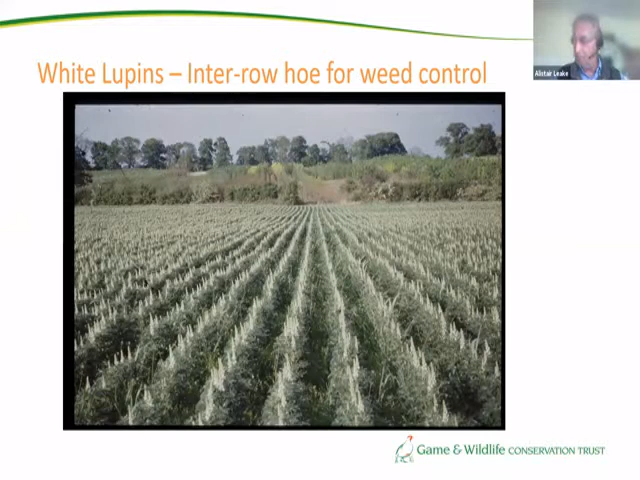 White Lupins – Inter-row hoe for weed control
Alistair Leake
Game & Wildlife CONSERVATION TRUST